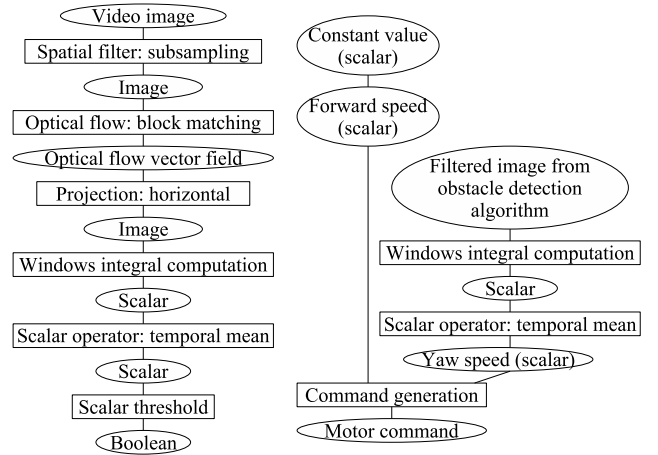 Video image
Spatial filter: subsampling
Image
Optical flow: block matching
Optical flow vector field
Projection: horizontal
Image
Windows integral computation
Scalar
Scalar operator: temporal mean
Scalar
Scalar threshold
Boolean
Constant value
(scalar)
Forward speed
(scalar)
Filtered image from
obstacle detection
algorithm
Windows integral computation
Scalar
Scalar operator: temporal mean
Yaw speed (scalar)
Command generation
Motor command